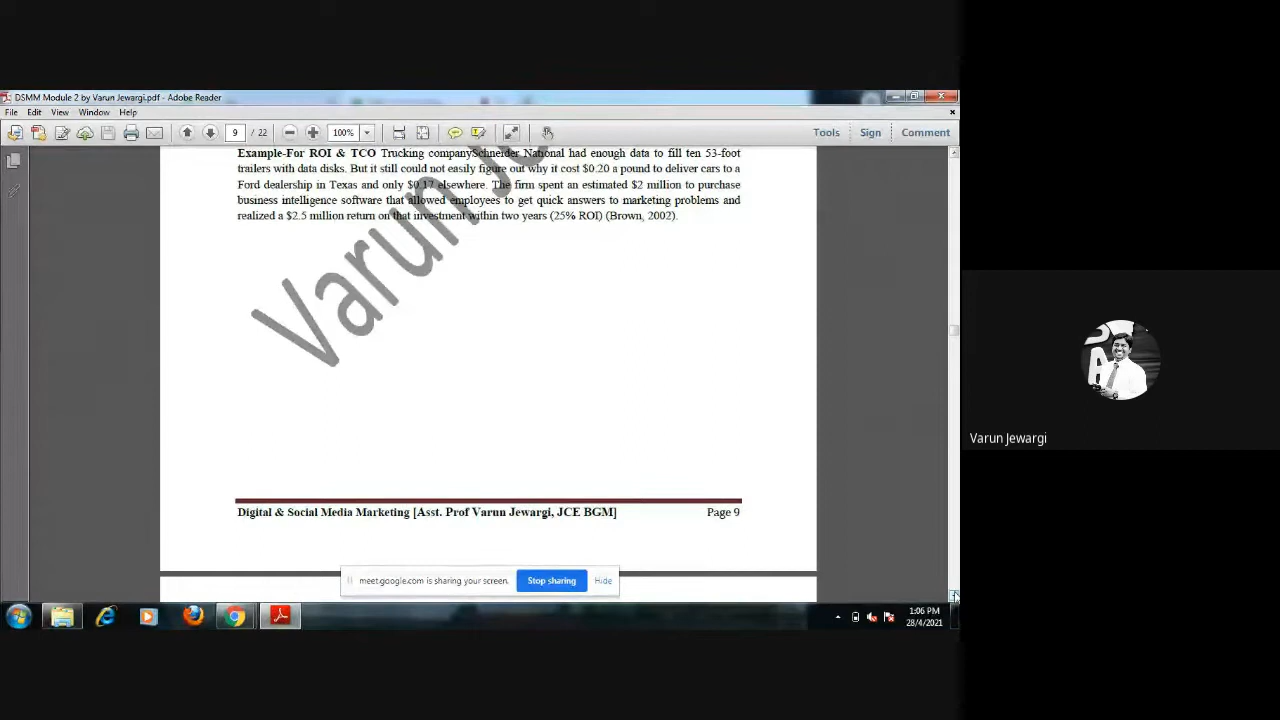 DSMM Module 2 by Varun Jewargi.pdf - Adobe Reader
File Edit View Window Help
9 / 22 100% Tools Sign Comment
Example-For ROI & TCO Trucking companySchneider National had enough data to fill ten 53-foot
trailers with data disks. But it still could not easily figure out why it cost $0.20 a pound to deliver cars to a
Ford dealership in Texas and only $0.17 elsewhere. The firm spent an estimated $2 million to purchase
business intelligence software that allowed employees to get quick answers to marketing problems and
realized a $2.5 million return on that investment within two years (25% ROI) (Brown, 2002).
Varun Je
Digital & Social Media Marketing [Asst. Prof Varun Jewargi, JCE BGM] Page 9
meet.google.com is sharing your screen. Stop sharing Hide
1:06 PM
28/4/2021
Varun Jewargi